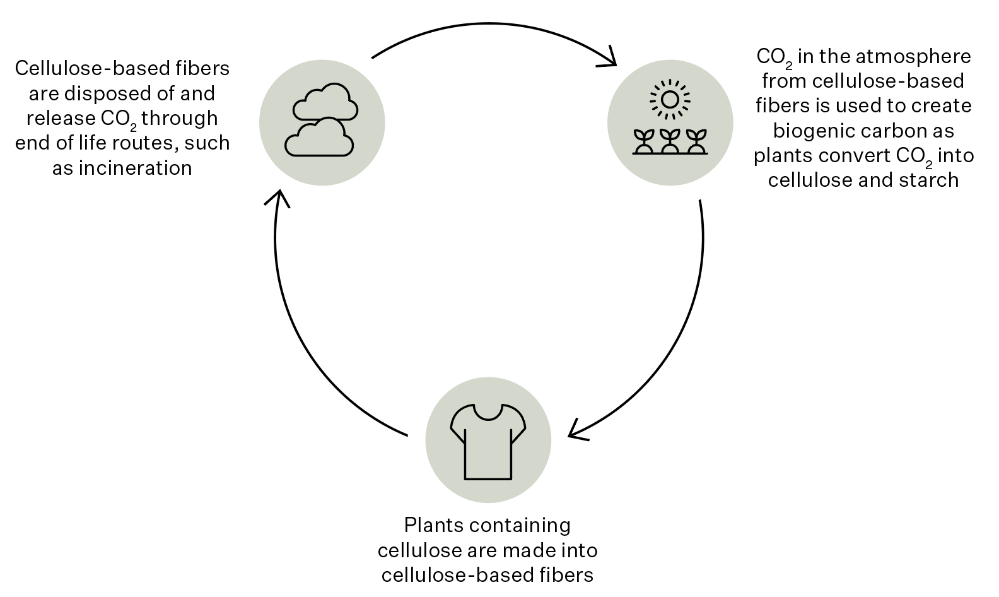 Cellulose-based fibers
are disposed of and
release CO₂ through
end of life routes, such
as incineration
CO₂ in the atmosphere
from cellulose-based
fibers is used to create
biogenic carbon as
plants convert CO₂ into
cellulose and starch
Plants containing
cellulose are made into
cellulose-based fibers